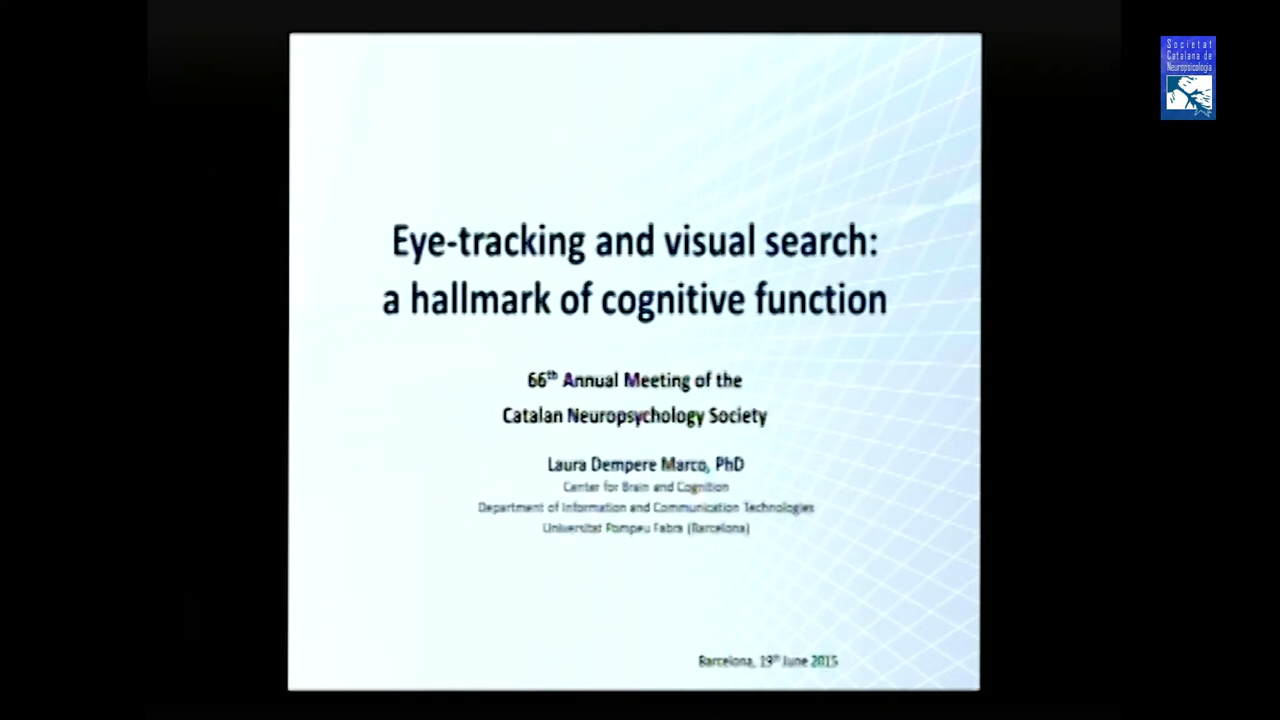 Societat
Catalana de
Neuropsicologia
Eye-tracking and visual search:
a hallmark of cognitive function
66th Annual Meeting of the
Catalan Neuropsychology Society
Laura Dempere Marco, PhD
Center for Brain and Cognition
Department of Information and Communication Technologies
Universitat Pompeu Fabra (Barcelona)
Barcelona, 19th June 2015